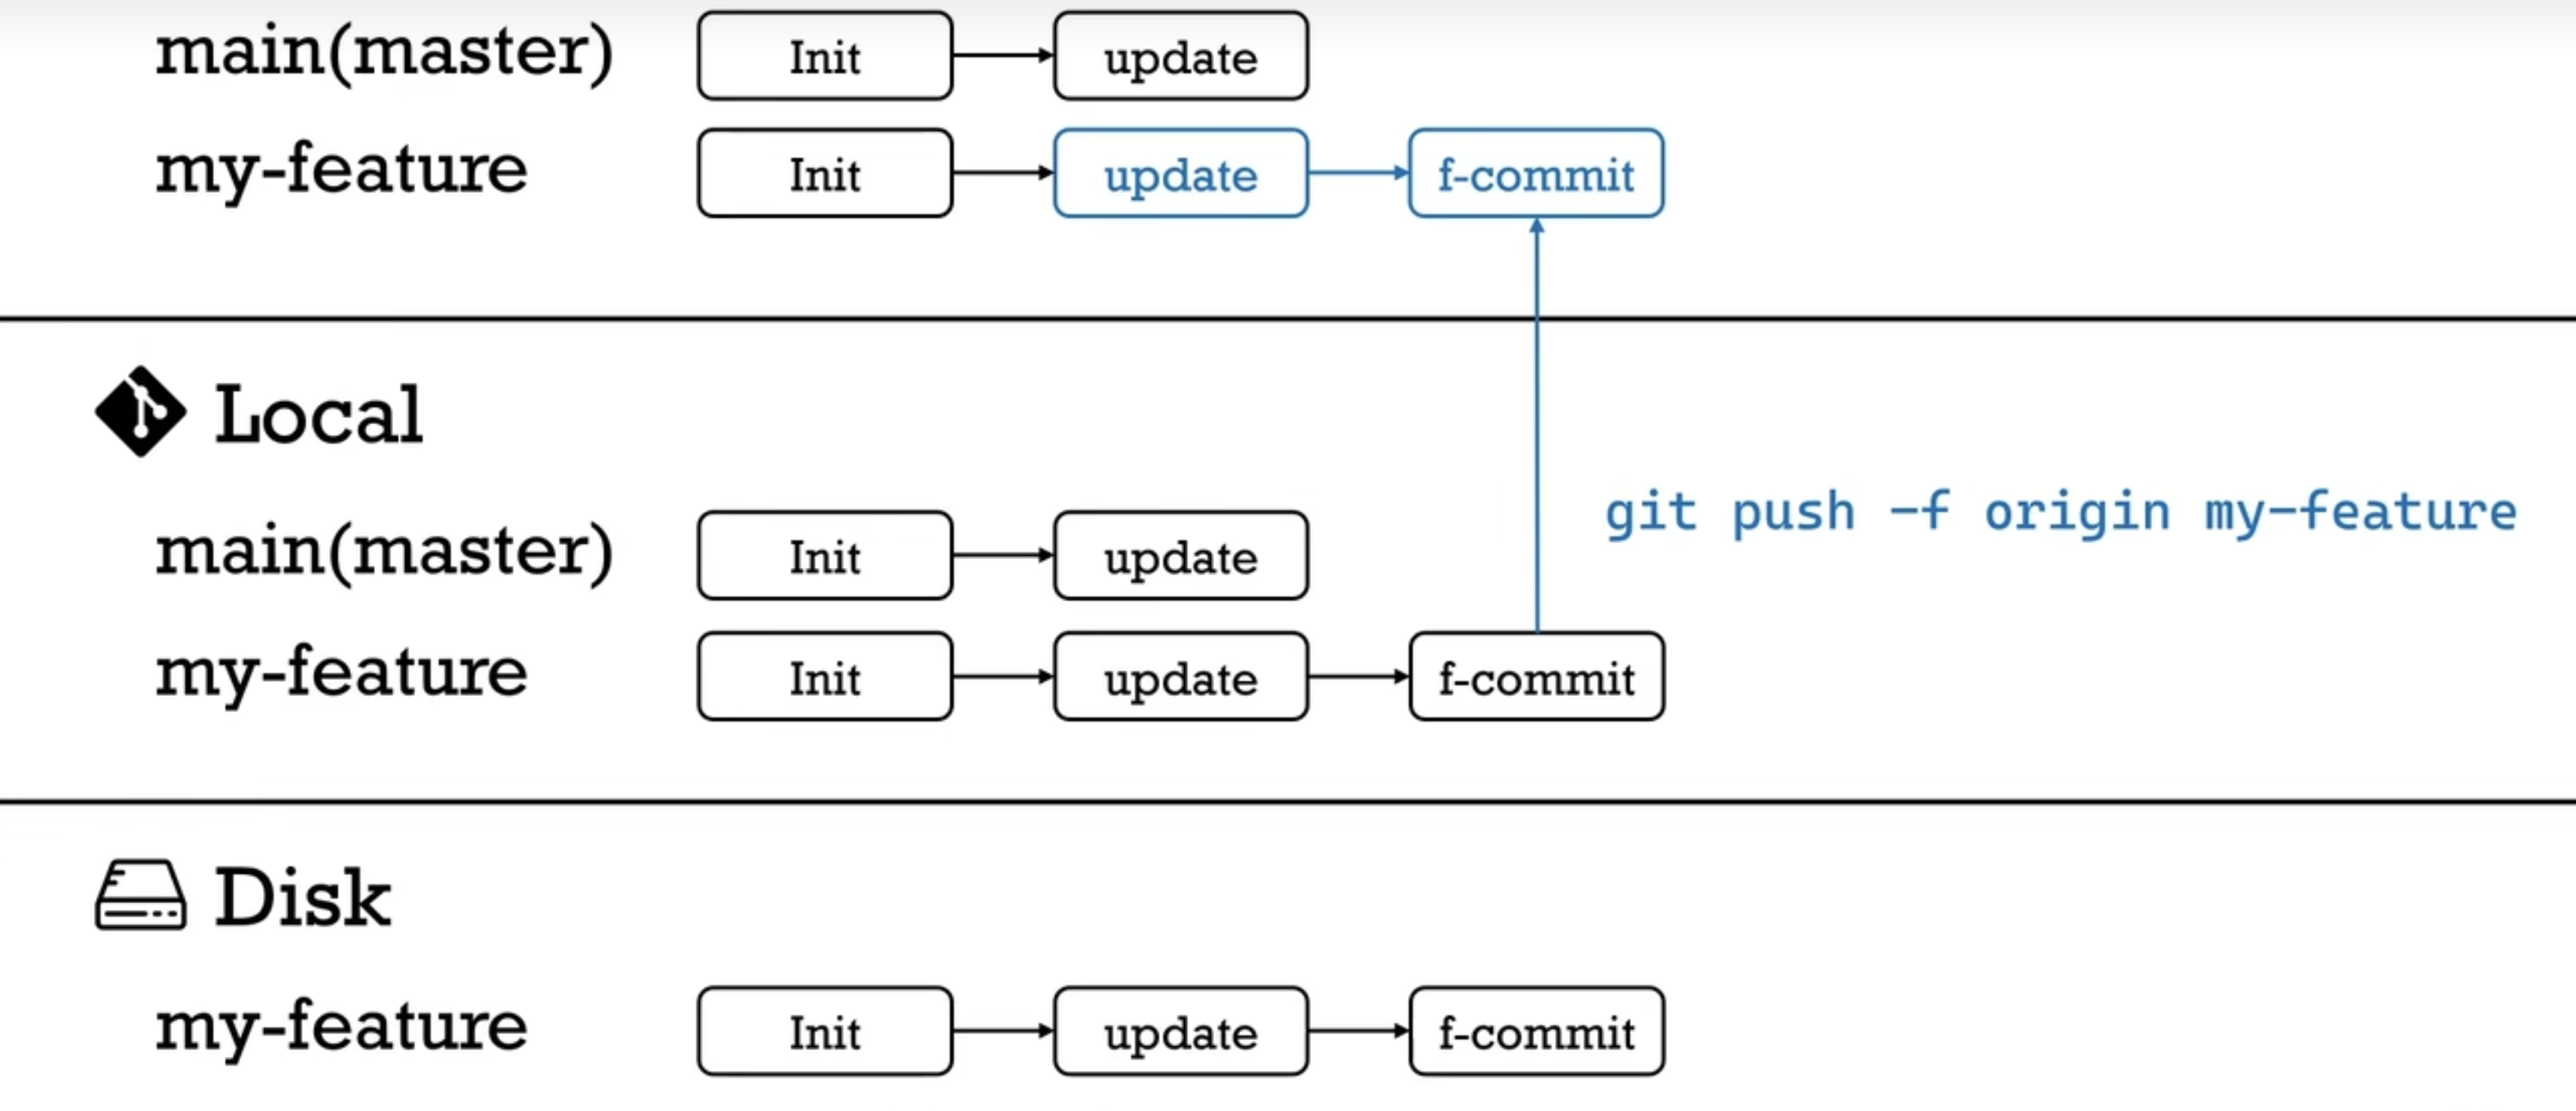 main(master) Init update
my-feature Init update f-commit
Local
git push -f origin my-feature
main(master) Init update
my-feature Init update f-commit
Disk
my-feature Init update f-commit